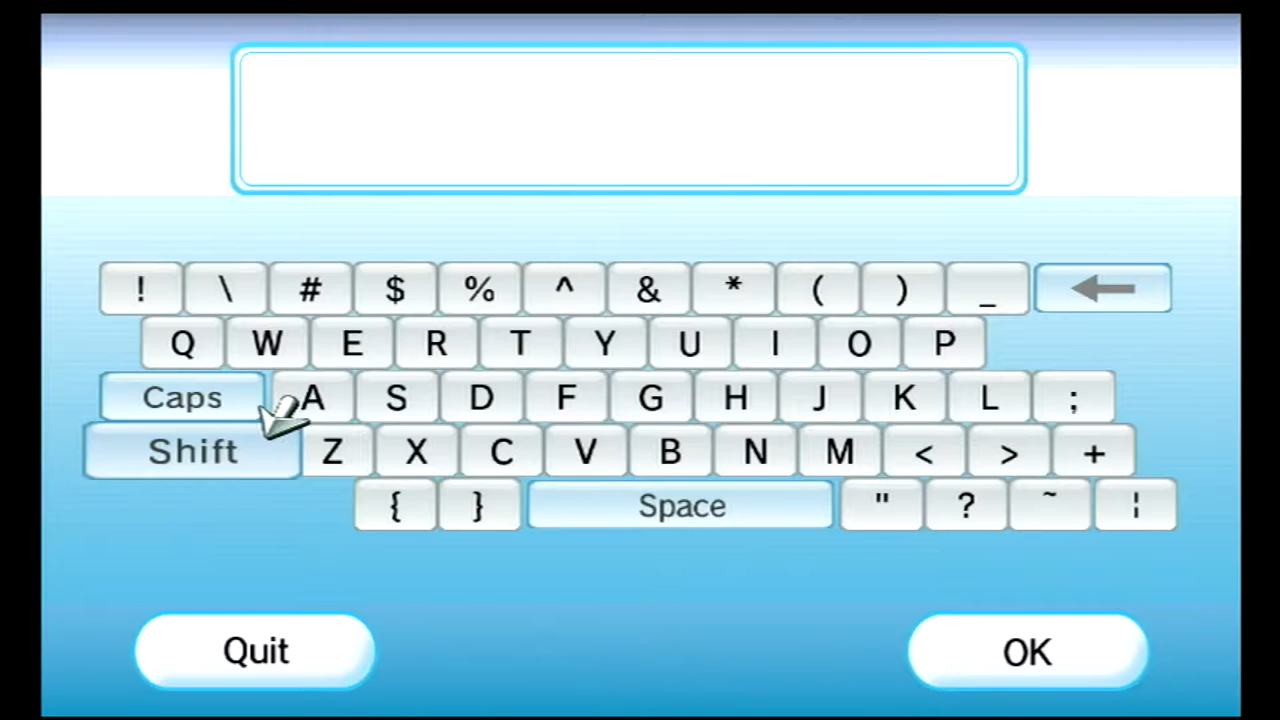 ! \ # $ % ^ & * ( ) _ ←
Q W E R T Y U I O P
Caps A S D F G H J K L ;
Shift Z X C V B N M < > +
{ } Space " ? ~ ¦
Quit OK